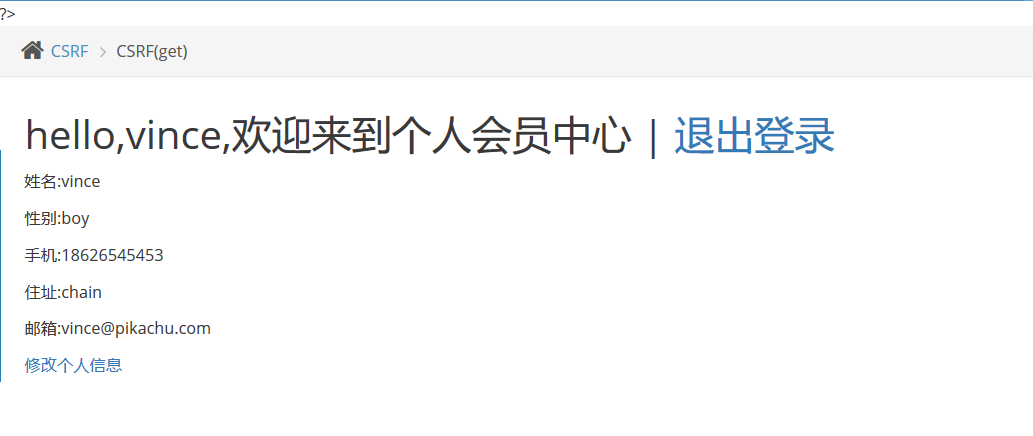 ?>
CSRF > CSRF(get)
hello,vince,欢迎来到个人会员中心 | 退出登录
姓名:vince
性别:boy
手机:18626545453
住址:chain
邮箱:vince@pikachu.com
修改个人信息